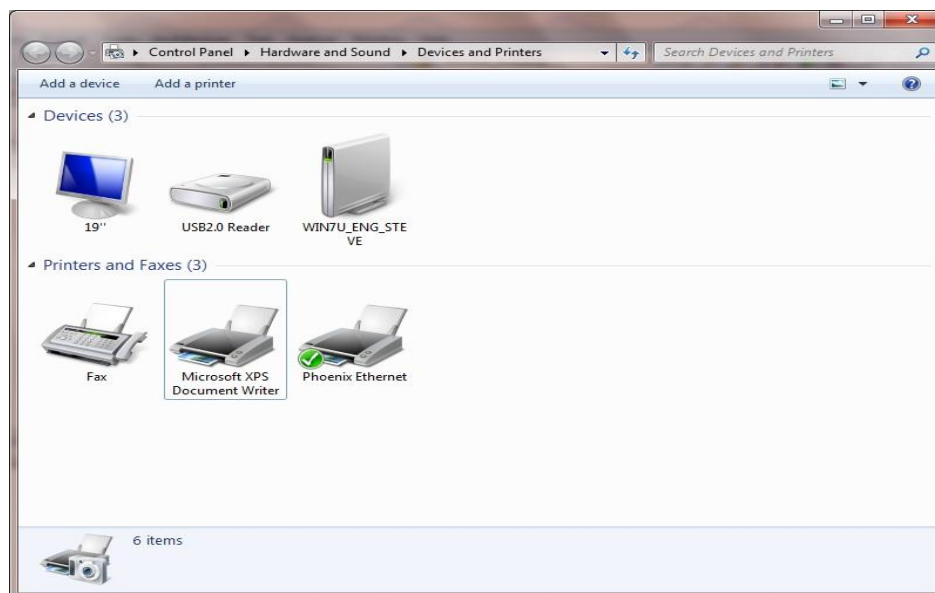 Control Panel Hardware and Sound Devices and Printers Search Devices and Printers
Add a device Add a printer
Devices (3)
19''
USB2.0 Reader
WIN7U_ENG_STE
VE
Printers and Faxes (3)
Fax
Microsoft XPS
Document Writer
Phoenix Ethernet
6 items